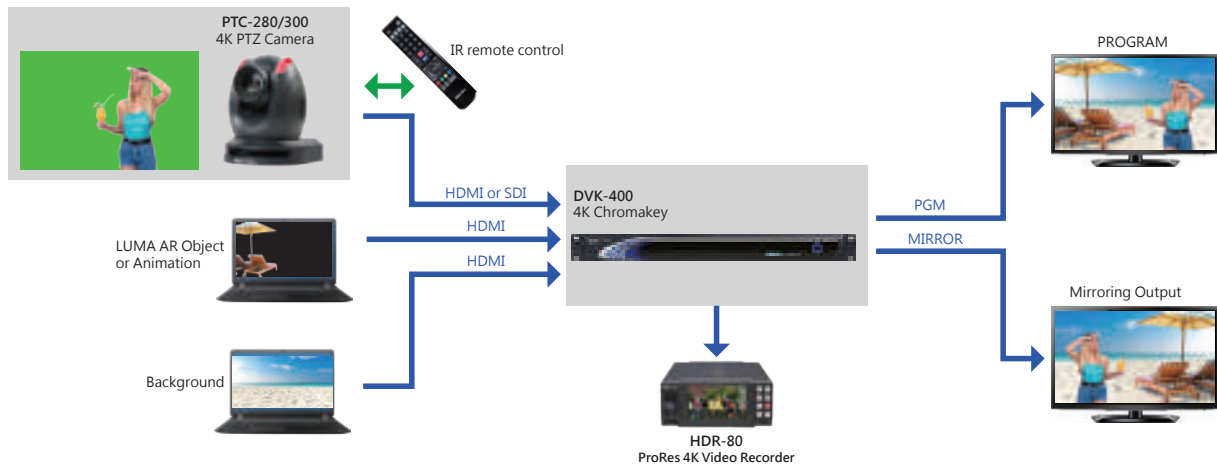 PTC-280/300
4K PTZ Camera
IR remote control
PROGRAM
HDMI or SDI
DVK-400
4K Chromakey
PGM
LUMA AR Object
or Animation
HDMI
MIRROR
HDMI
Mirroring Output
Background
HDR-80
ProRes 4K Video Recorder